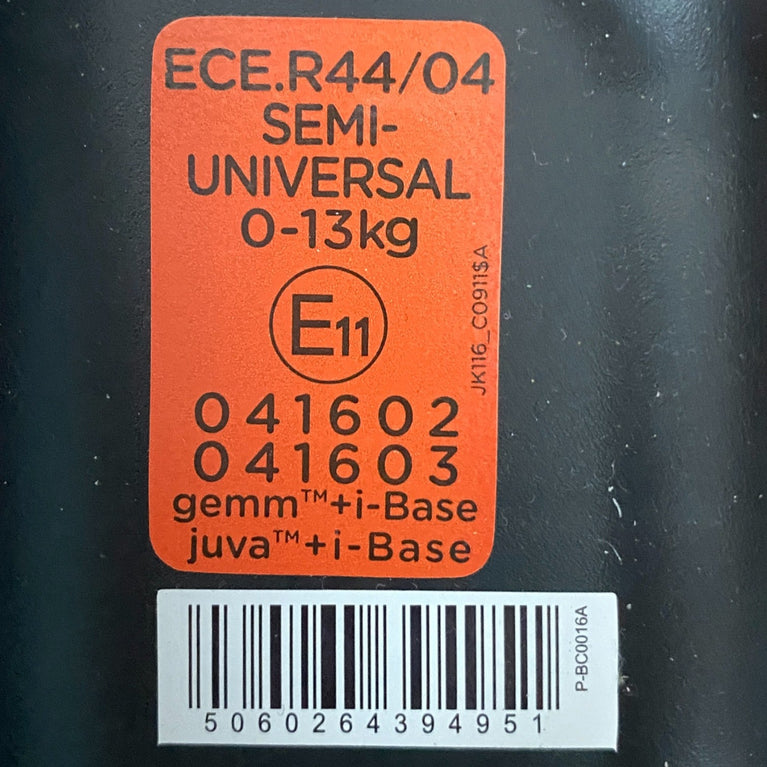 ECE.R44/04
SEMI-
UNIVERSAL
0-13kg
E11
JK116_C0911$A
041602
041603
gemm™+i-Base
juva™+i-Base
P-BC0016A
5060264394951